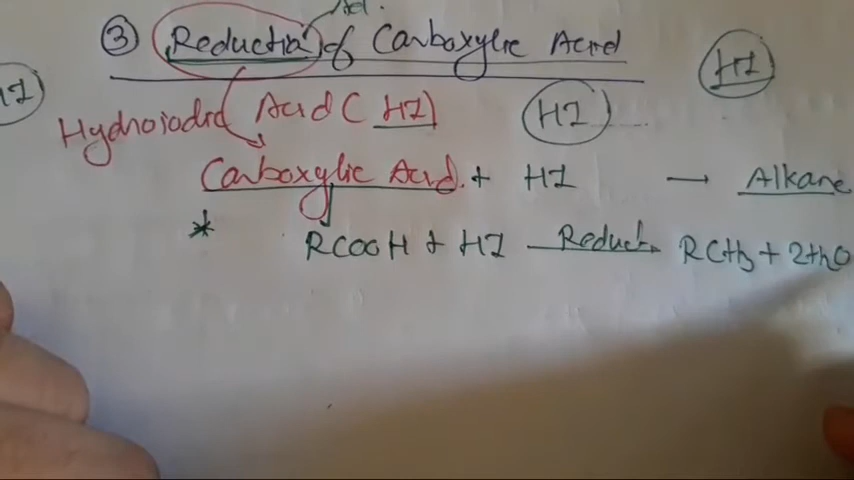 ③ Reduction of Carboxylic Acid
HI
Hydroiodic Acid (HI)
HI
Carboxylic Acid + HI → Alkane
* RCOOH + HI Reduct. RCH3 + 2H2O